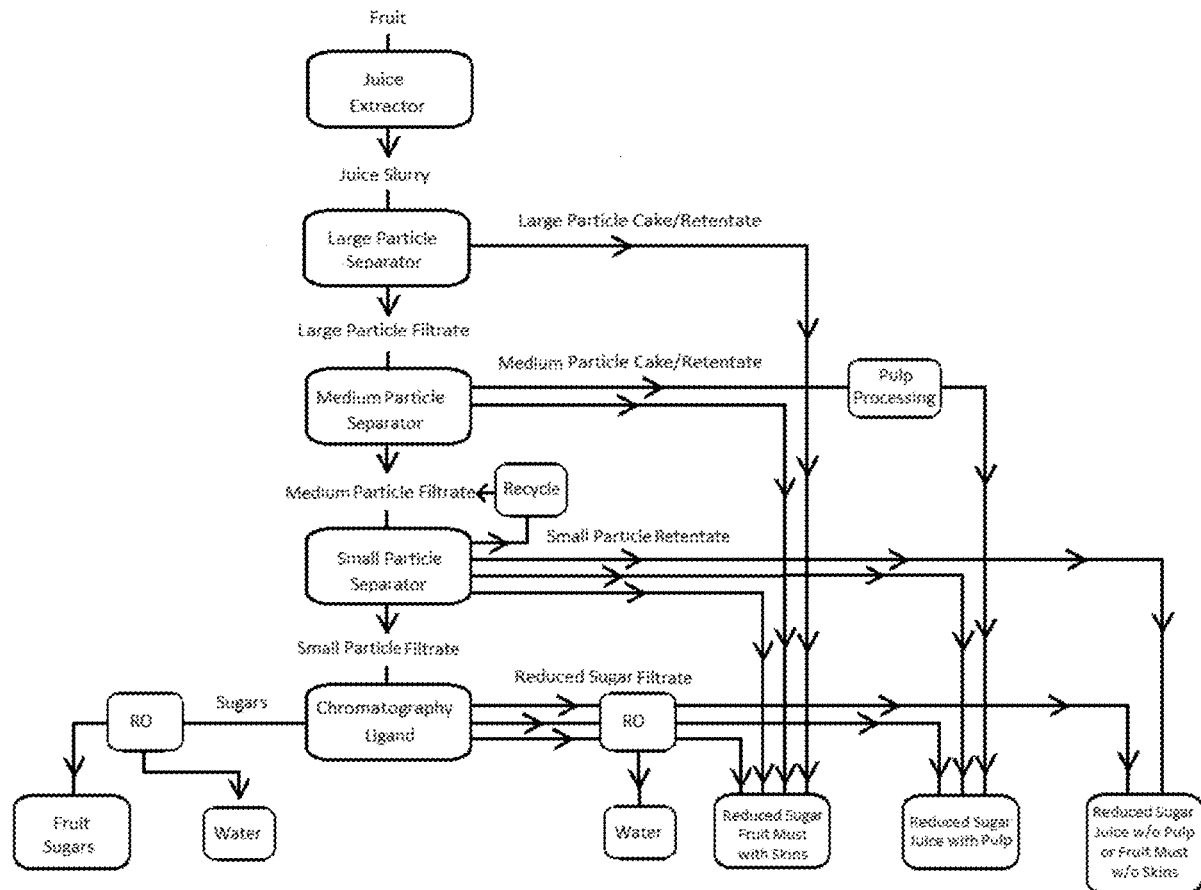 Fruit
Juice
Extractor
Juice Slurry
Large Particle Cake/Retentate
Large Particle
Separator
Large Particle Filtrate
Medium Particle Cake/Retentate
Pulp
Processing
Medium Particle
Separator
Medium Particle Filtrate
Recycle
Small Particle Retentate
Small Particle
Separator
Small Particle Filtrate
Reduced Sugar Filtrate
Sugars
RO
Chromatography
Ligand
RO
Fruit
Sugars
Water
Water
Reduced Sugar
Fruit Must
with Skins
Reduced Sugar
Juice with Pulp
Reduced Sugar
Juice w/o Pulp
or Fruit Must
w/o Skins